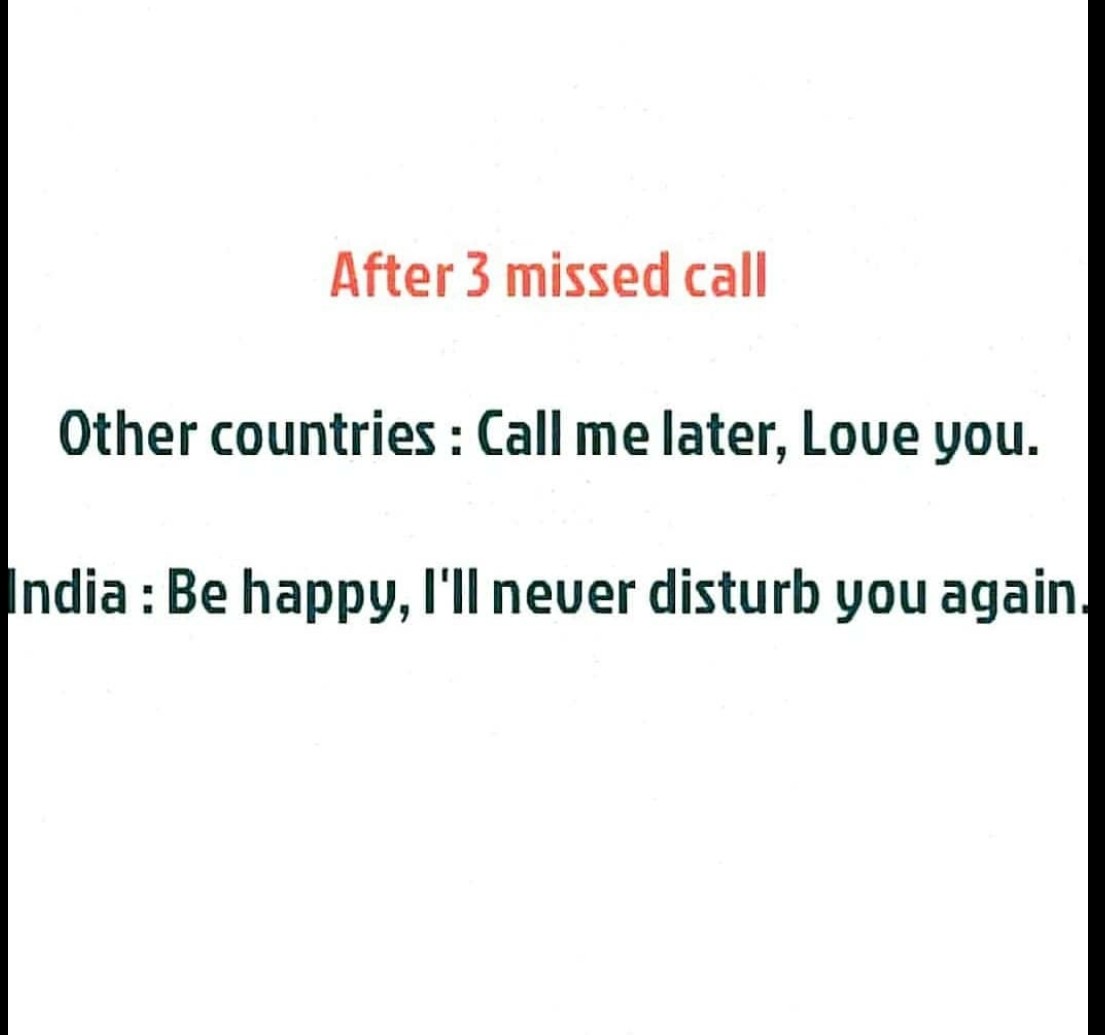 After 3 missed call
Other countries : Call me later, Love you.
India : Be happy, I'll never disturb you again.